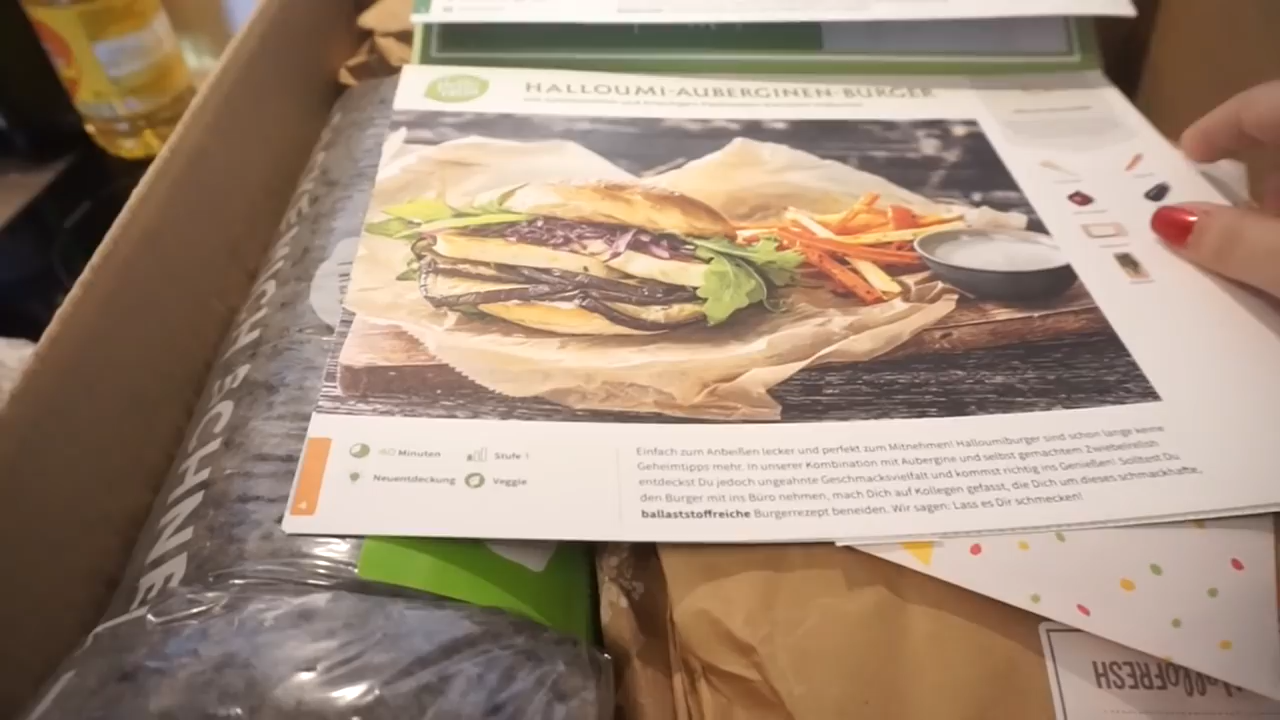 HALLOUMI-AUBERGINEN-BURGER
40 Minuten
Stufe 1
Neuentdeckung
Veggie
4
Einfach zum Anbeißen lecker und perfekt zum Mitnehmen! Halloumiburger sind schon lange keine
Geheimtipps mehr. In unserer Kombination mit Aubergine und selbst gemachtem Zwiebelrelish
entdeckst Du jedoch ungeahnte Geschmacksvielfalt und kommst richtig ins Genießen! Solltest Du
den Burger mit ins Büro nehmen, mach Dich auf Kollegen gefasst, die Dich um dieses schmackhafte,
ballaststoffreiche Burgerrezept beneiden. Wir sagen: Lass es Dir schmecken!
HelloFRESH